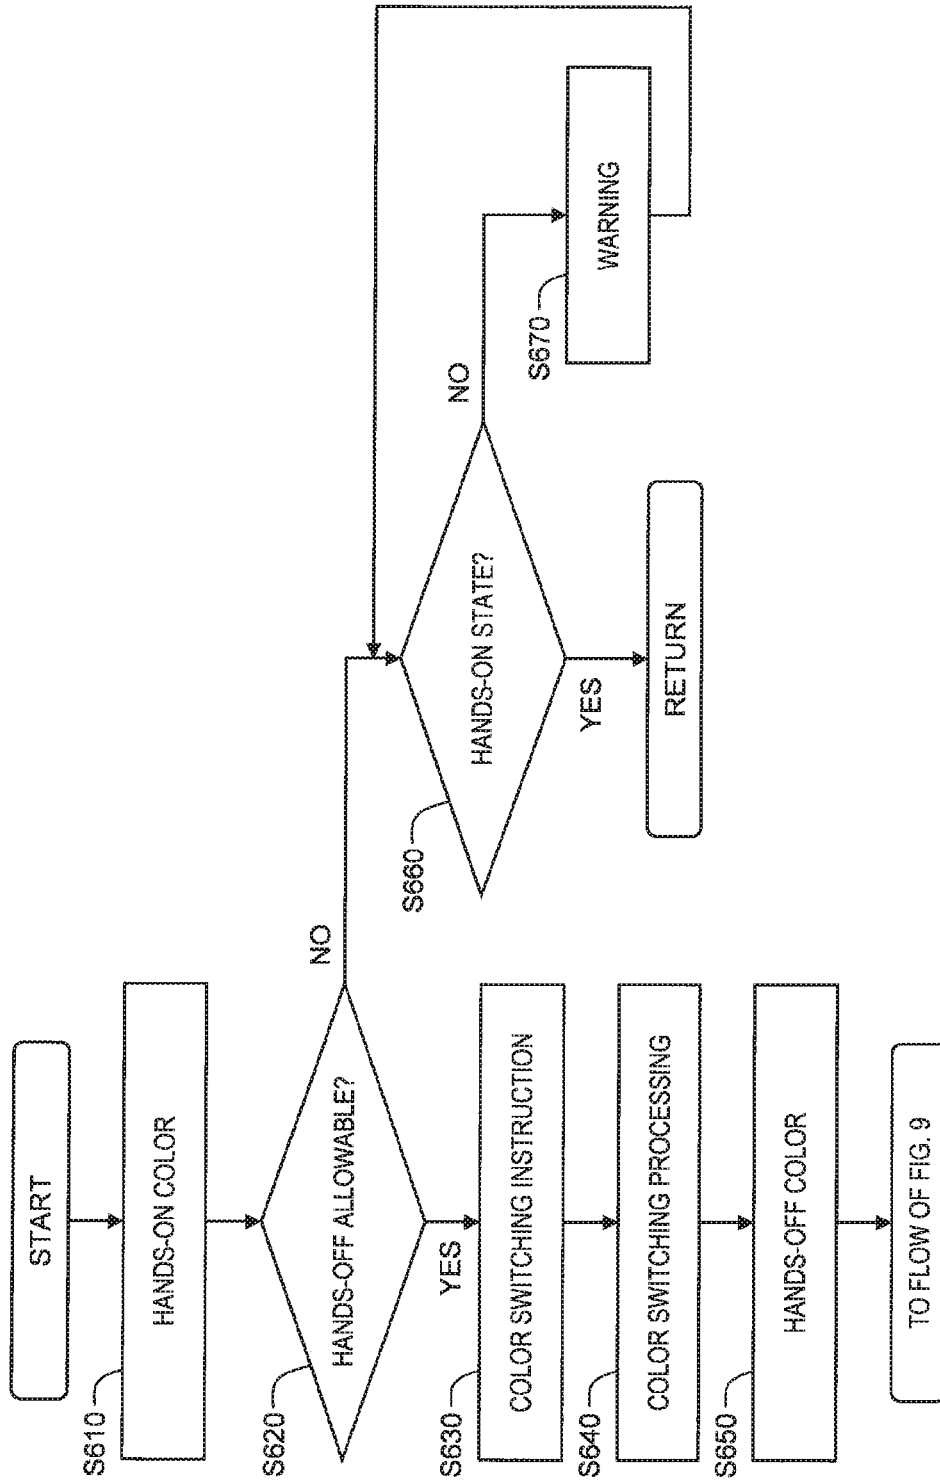 START
S610
HANDS-ON COLOR
S620
HANDS-OFF ALLOWABLE?
NO
YES
S630
COLOR SWITCHING INSTRUCTION
S640
COLOR SWITCHING PROCESSING
S650
HANDS-OFF COLOR
TO FLOW OF FIG. 9
S660
HANDS-ON STATE?
NO
YES
S670
WARNING
RETURN